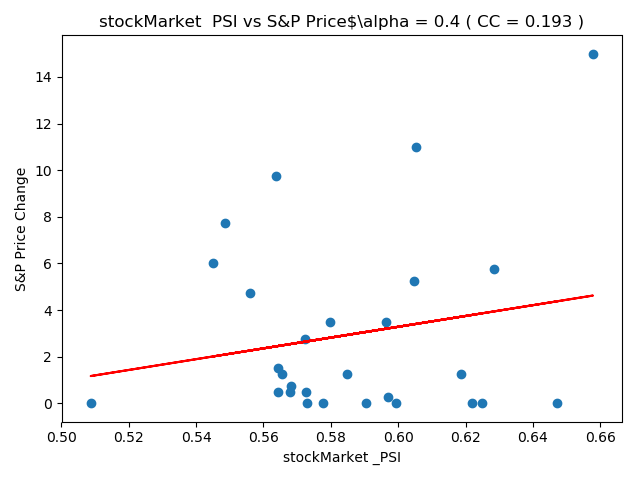 stockMarket  PSI vs S&P Price$\alpha = 0.4 ( CC = 0.193 )
S&P Price Change
14
12
10
8
6
4
2
0
0.50 0.52 0.54 0.56 0.58 0.60 0.62 0.64 0.66
stockMarket _PSI